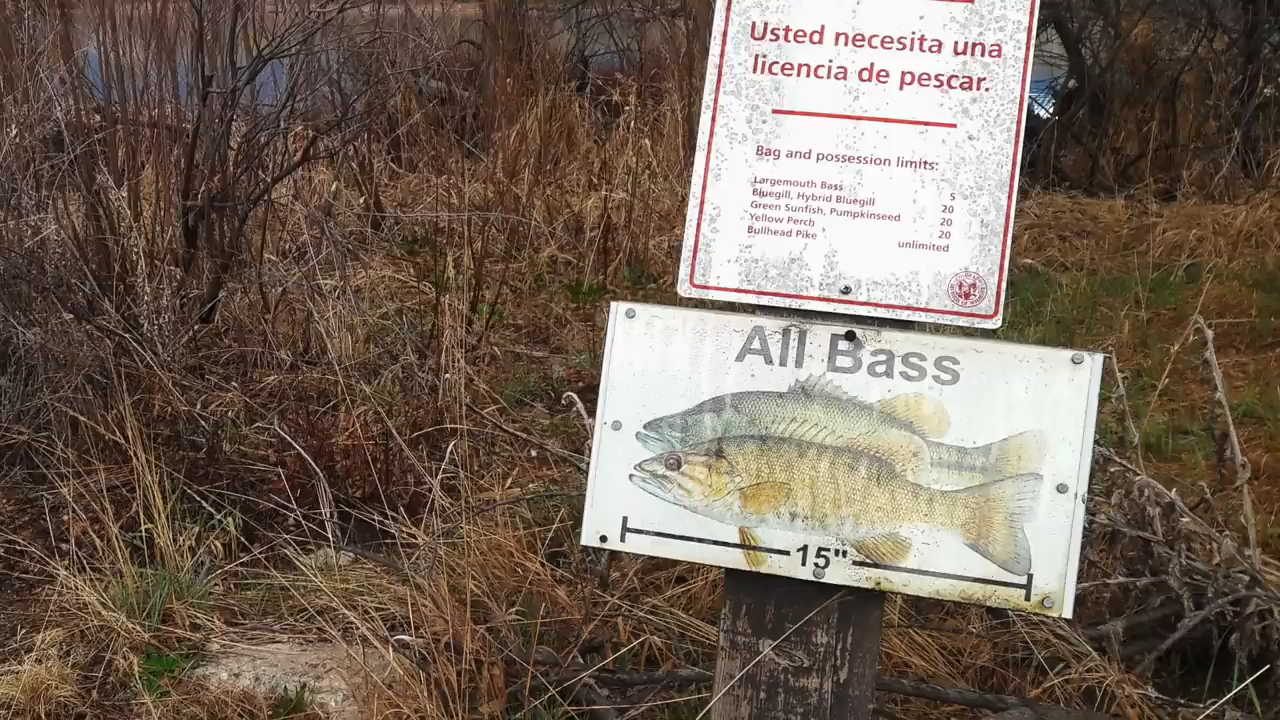 Usted necesita una
licencia de pescar.
Bag and possession limits:
Largemouth Bass 5
Bluegill, Hybrid Bluegill 20
Green Sunfish, Pumpkinseed 20
Yellow Perch 20
Bullhead Pike unlimited
All Bass
15"